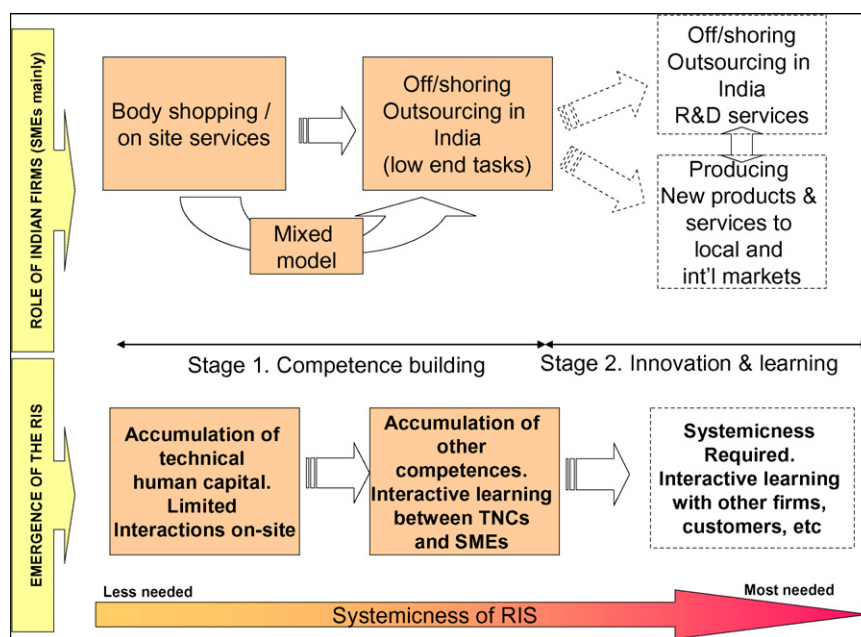 ROLE OF INDIAN FIRMS (SMEs mainly)
Body shopping /
on site services
Off/shoring
Outsourcing in
India
(low end tasks)
Off/shoring
Outsourcing in
India
R&D services
Mixed
model
Producing
New products &
services to
local and
int'l markets
Stage 1. Competence building
Stage 2. Innovation & learning
EMERGENCE OF THE RIS
Accumulation of
technical
human capital.
Limited
Interactions on-site
Accumulation of
other
competences.
Interactive learning
between TNCs
and SMEs
Systemicness
Required.
Interactive learning
with other firms,
customers, etc
Less needed
Most needed
Systemicness of RIS